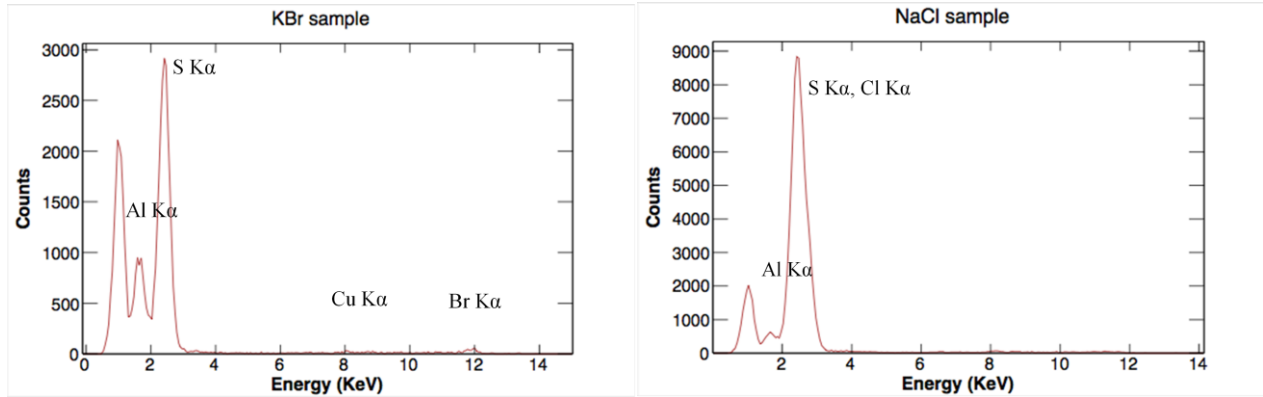 KBr sample
3000
2500
2000
1500
1000
500
0
Counts
S Kα
Al Kα
Cu Kα
Br Kα
0 2 4 6 8 10 12 14
Energy (KeV)
NaCl sample
9000
8000
7000
6000
5000
4000
3000
2000
1000
0
Counts
S Kα, Cl Kα
Al Kα
2 4 6 8 10 12 14
Energy (KeV)